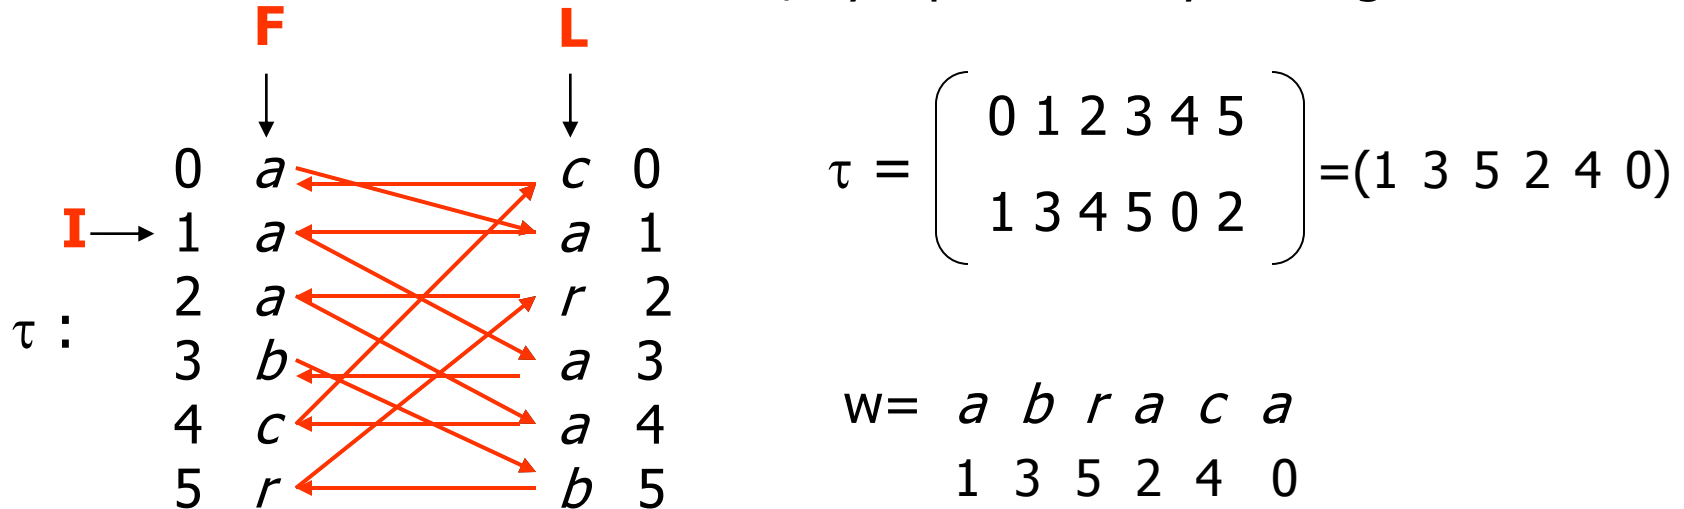 F L
0 a c 0
I 1 a a 1
2 a r 2
τ :
3 b a 3
4 c a 4
5 r b 5
τ = ( 0 1 2 3 4 5
1 3 4 5 0 2 ) =(1 3 5 2 4 0)
w= a b r a c a
1 3 5 2 4 0